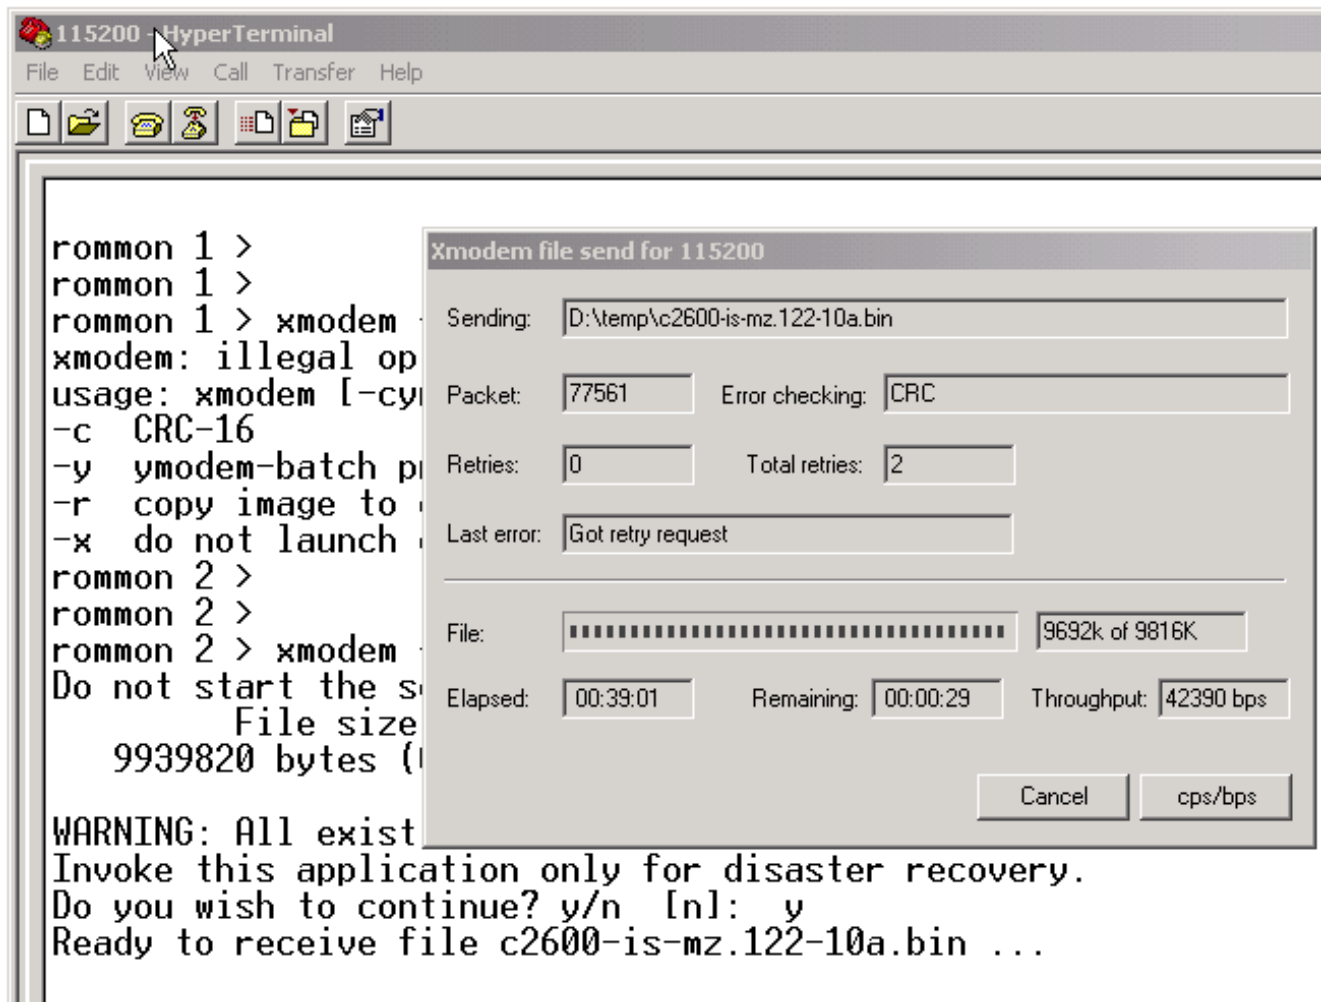 115200 - HyperTerminal
File Edit View Call Transfer Help
rommon 1 >
rommon 1 >
rommon 1 > xmodem
xmodem: illegal op
usage: xmodem [-cy
-c CRC-16
-y ymodem-batch p
-r copy image to
-x do not launch
rommon 2 >
rommon 2 >
rommon 2 > xmodem
Do not start the s
File size
9939820 bytes (
WARNING: All exist
Invoke this application only for disaster recovery.
Do you wish to continue? y/n [n]: y
Ready to receive file c2600-is-mz.122-10a.bin ...
Xmodem file send for 115200
Sending: D:\temp\c2600-is-mz.122-10a.bin
Packet: 77561 Error checking: CRC
Retries: 0 Total retries: 2
Last error: Got retry request
File: 9692k of 9816K
Elapsed: 00:39:01 Remaining: 00:00:29 Throughput: 42390 bps
Cancel cps/bps